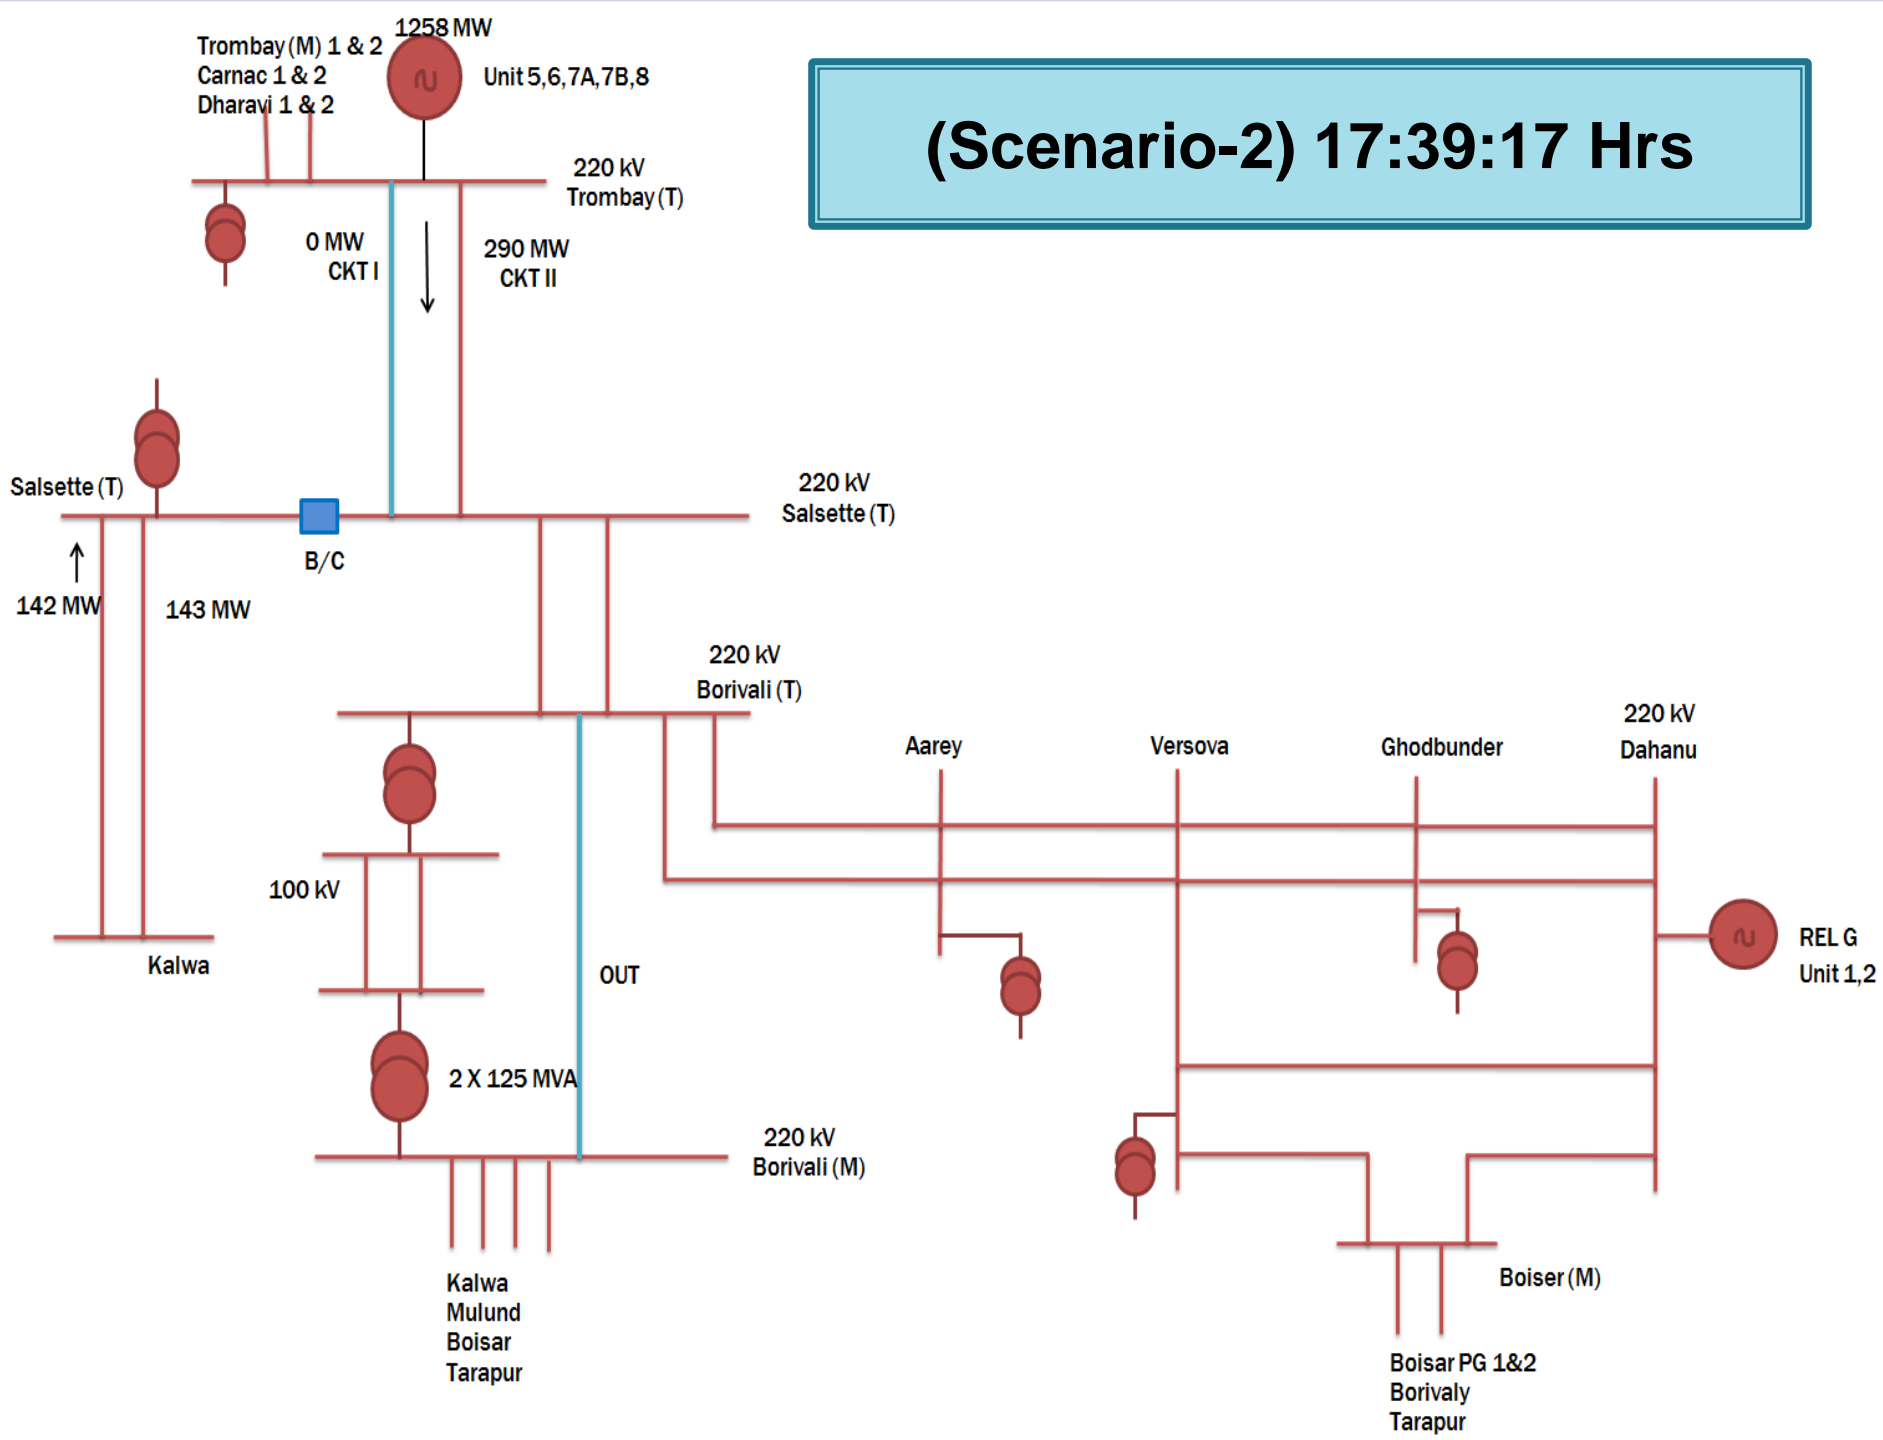 1258 MW
Trombay (M) 1 & 2
Carnac 1 & 2
Dharavi 1 & 2
Unit 5,6,7A,7B,8
(Scenario-2) 17:39:17 Hrs
220 kV
Trombay (T)
0 MW
CKT I
290 MW
CKT II
Salsette (T)
220 kV
Salsette (T)
B/C
142 MW
143 MW
220 kV
Borivali (T)
Aarey
Versova
Ghodbunder
220 kV
Dahanu
100 kV
Kalwa
OUT
REL G
Unit 1,2
2 X 125 MVA
220 kV
Borivali (M)
Kalwa
Mulund
Boisar
Tarapur
Boiser (M)
Boisar PG 1&2
Borivaly
Tarapur